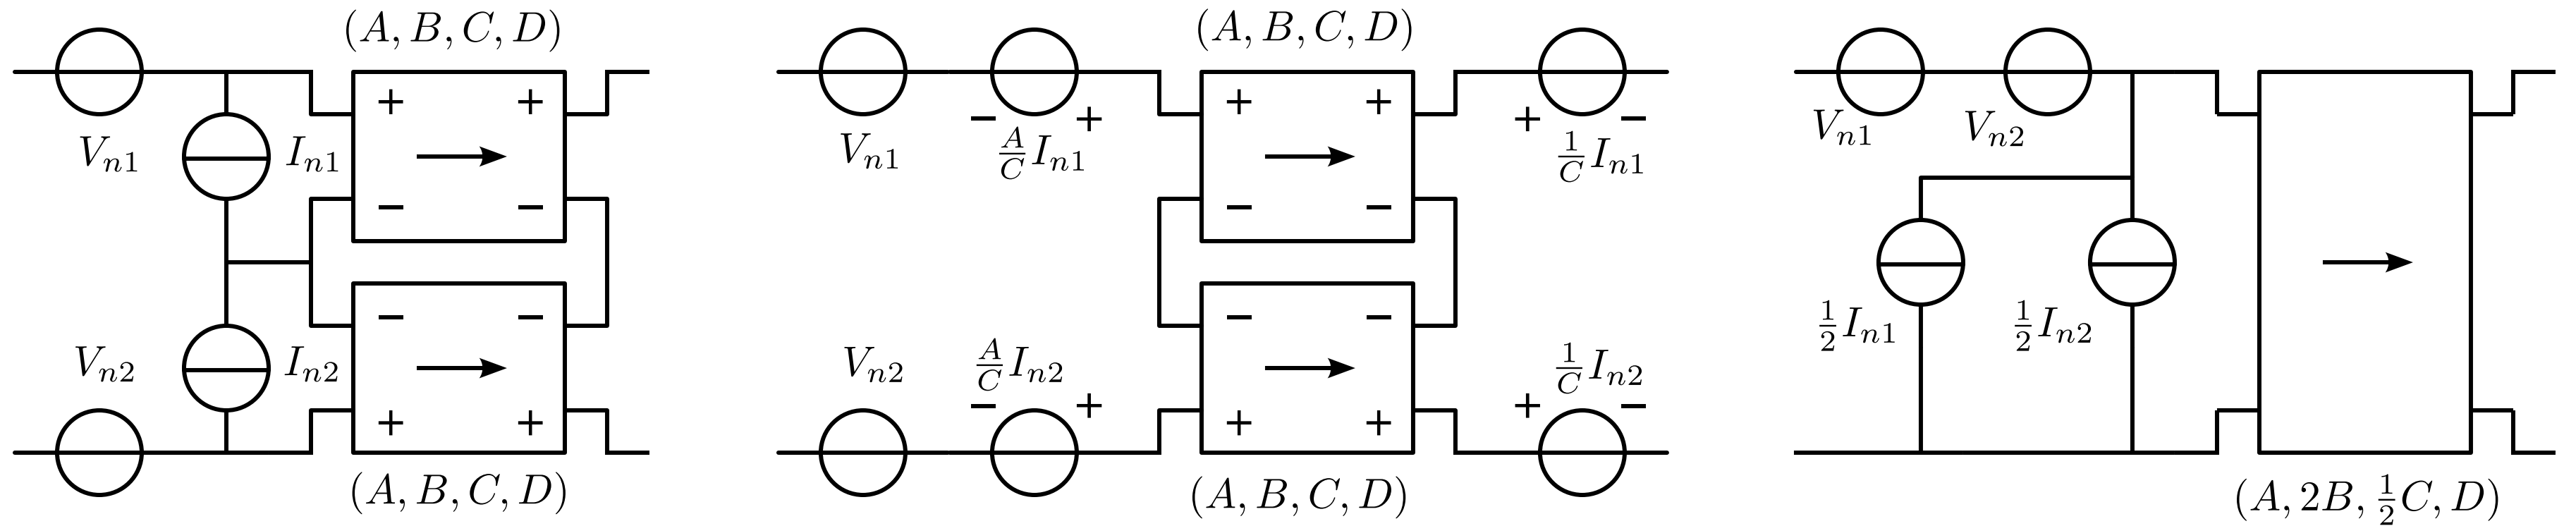 (A, B, C, D)
+ +
V_{n1} I_{n1}
− −
− −
V_{n2} I_{n2}
+ +
(A, B, C, D)
(A, B, C, D)
+ +
− + + −
V_{n1} \frac{A}{C}I_{n1} \frac{1}{C}I_{n1}
− −
− −
V_{n2} \frac{A}{C}I_{n2} \frac{1}{C}I_{n2}
− + + −
+ +
(A, B, C, D)
V_{n1} V_{n2}
\frac{1}{2}I_{n1} \frac{1}{2}I_{n2}
(A, 2B, \frac{1}{2}C, D)